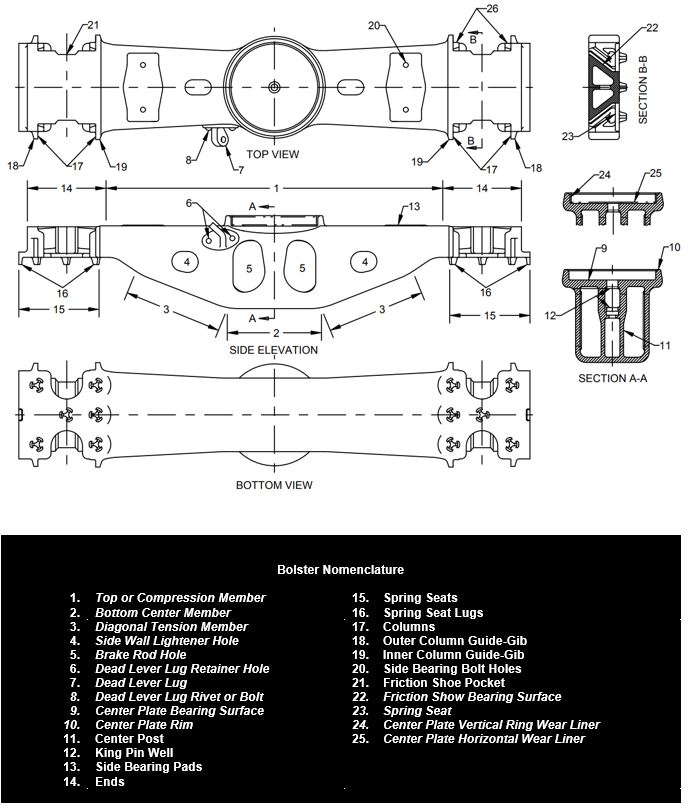 21
20
26
B
22
SECTION B-B
23
8
7
TOP VIEW
B
18
17
19
19
17
18
14
1
14
24
25
6
A
13
4
5
5
4
9
10
16
16
12
15
3
A
2
3
15
11
SIDE ELEVATION
SECTION A-A
BOTTOM VIEW
Bolster Nomenclature
1. Top or Compression Member
2. Bottom Center Member
3. Diagonal Tension Member
4. Side Wall Lightener Hole
5. Brake Rod Hole
6. Dead Lever Lug Retainer Hole
7. Dead Lever Lug
8. Dead Lever Lug Rivet or Bolt
9. Center Plate Bearing Surface
10. Center Plate Rim
11. Center Post
12. King Pin Well
13. Side Bearing Pads
14. Ends
15. Spring Seats
16. Spring Seat Lugs
17. Columns
18. Outer Column Guide-Gib
19. Inner Column Guide-Gib
20. Side Bearing Bolt Holes
21. Friction Shoe Pocket
22. Friction Show Bearing Surface
23. Spring Seat
24. Center Plate Vertical Ring Wear Liner
25. Center Plate Horizontal Wear Liner